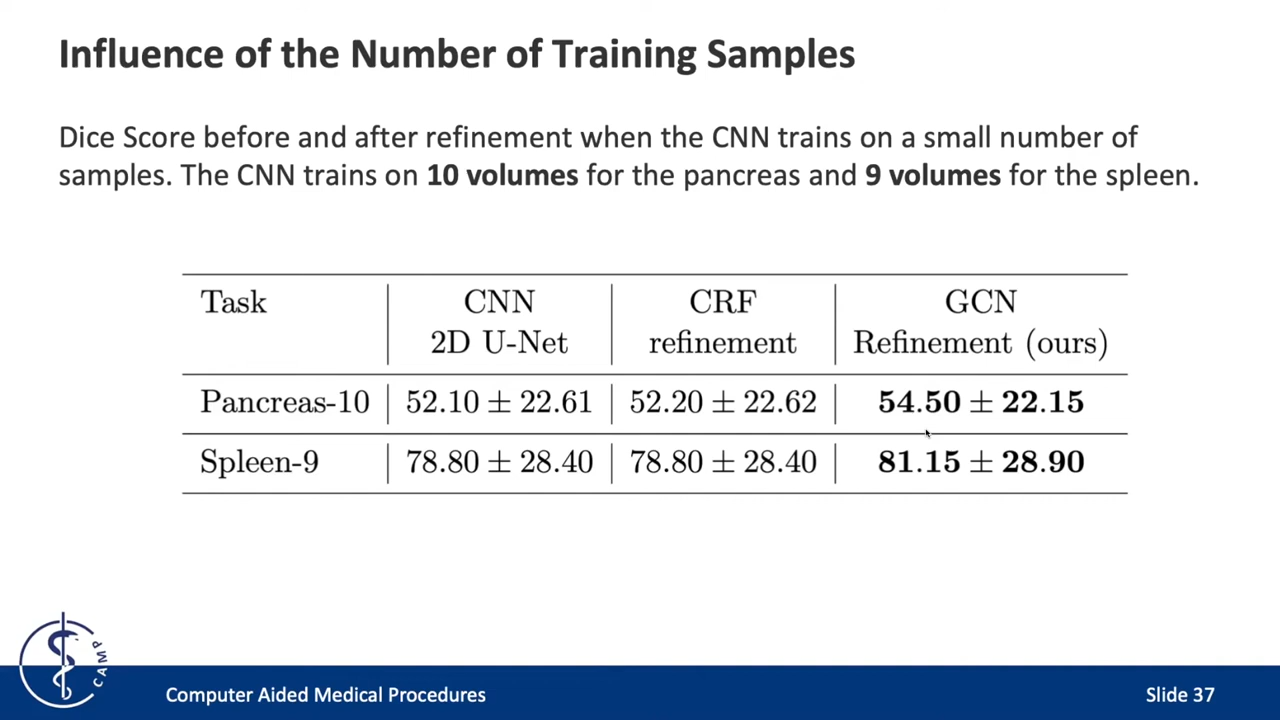 Influence of the Number of Training Samples
Dice Score before and after refinement when the CNN trains on a small number of
samples. The CNN trains on 10 volumes for the pancreas and 9 volumes for the spleen.
Task CNN CRF GCN
2D U-Net refinement Refinement (ours)
Pancreas-10 52.10 ± 22.61 52.20 ± 22.62 54.50 ± 22.15
Spleen-9 78.80 ± 28.40 78.80 ± 28.40 81.15 ± 28.90
CAMP
Computer Aided Medical Procedures
Slide 37